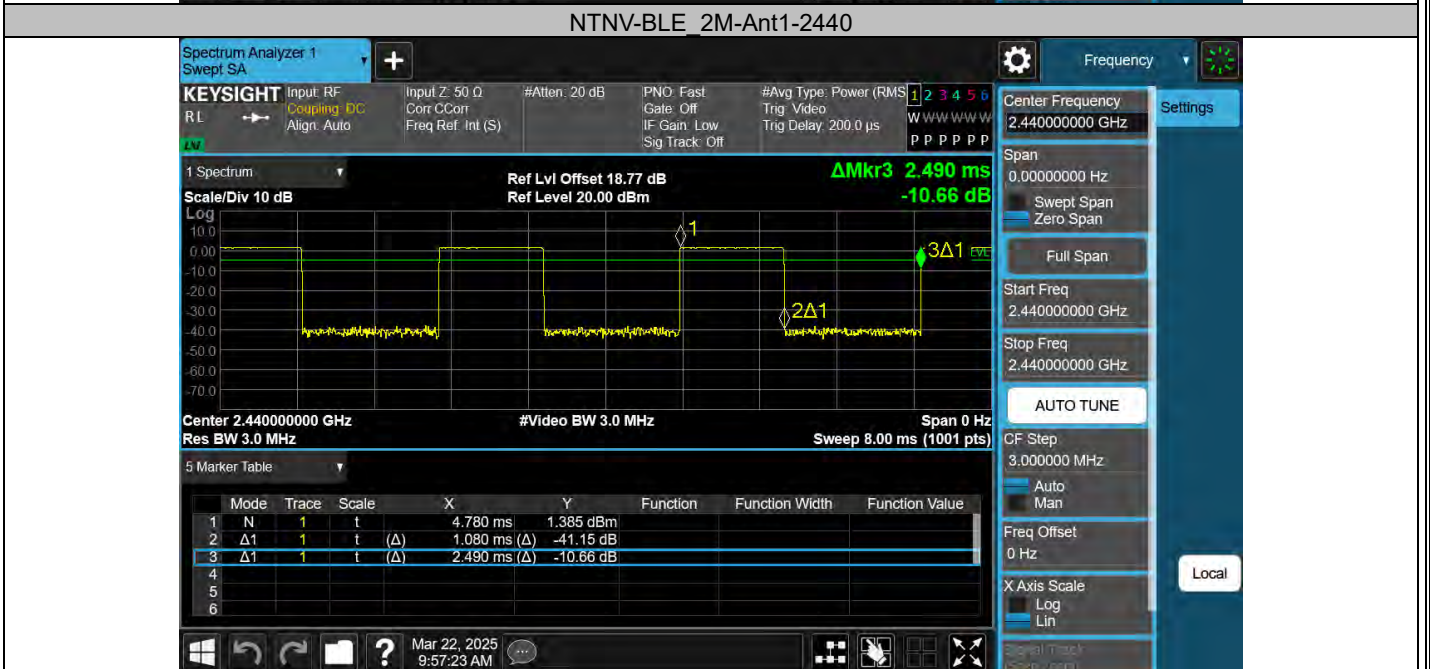 NTNV-BLE_2M-Ant1-2440
Spectrum Analyzer 1
Swept SA
+
Frequency
KEYSIGHT
RL
LXI
Input: RF
Coupling: DC
Align: Auto
Input Z: 50 Ω
Corr CCorr
Freq Ref: Int (S)
#Atten: 20 dB
PNO: Fast
Gate: Off
IF Gain: Low
Sig Track: Off
#Avg Type: Power (RMS
Trig: Video
Trig Delay: 200.0 µs
1 2 3 4 5 6
W W W W W W
P P P P P P
Center Frequency
2.440000000 GHz
Settings
1 Spectrum
Scale/Div 10 dB
Ref Lvl Offset 18.77 dB
Ref Level 20.00 dBm
ΔMkr3 2.490 ms
-10.66 dB
Log
10.0
0.00
-10.0
-20.0
-30.0
-40.0
-50.0
-60.0
-70.0
1
3Δ1
2Δ1
Center 2.440000000 GHz
Res BW 3.0 MHz
#Video BW 3.0 MHz
Span 0 Hz
Sweep 8.00 ms (1001 pts)
Span
0.00000000 Hz
Swept Span
Zero Span
Full Span
Start Freq
2.440000000 GHz
Stop Freq
2.440000000 GHz
AUTO TUNE
CF Step
3.000000 MHz
Auto
Man
Freq Offset
0 Hz
X Axis Scale
Log
Lin
Local
5 Marker Table
Mode Trace Scale X Y Function Function Width Function Value
1 N 1 t 4.780 ms 1.385 dBm
2 Δ1 1 t (Δ) 1.080 ms (Δ) -41.15 dB
3 Δ1 1 t (Δ) 2.490 ms (Δ) -10.66 dB
4
5
6
?
Mar 22, 2025
9:57:23 AM